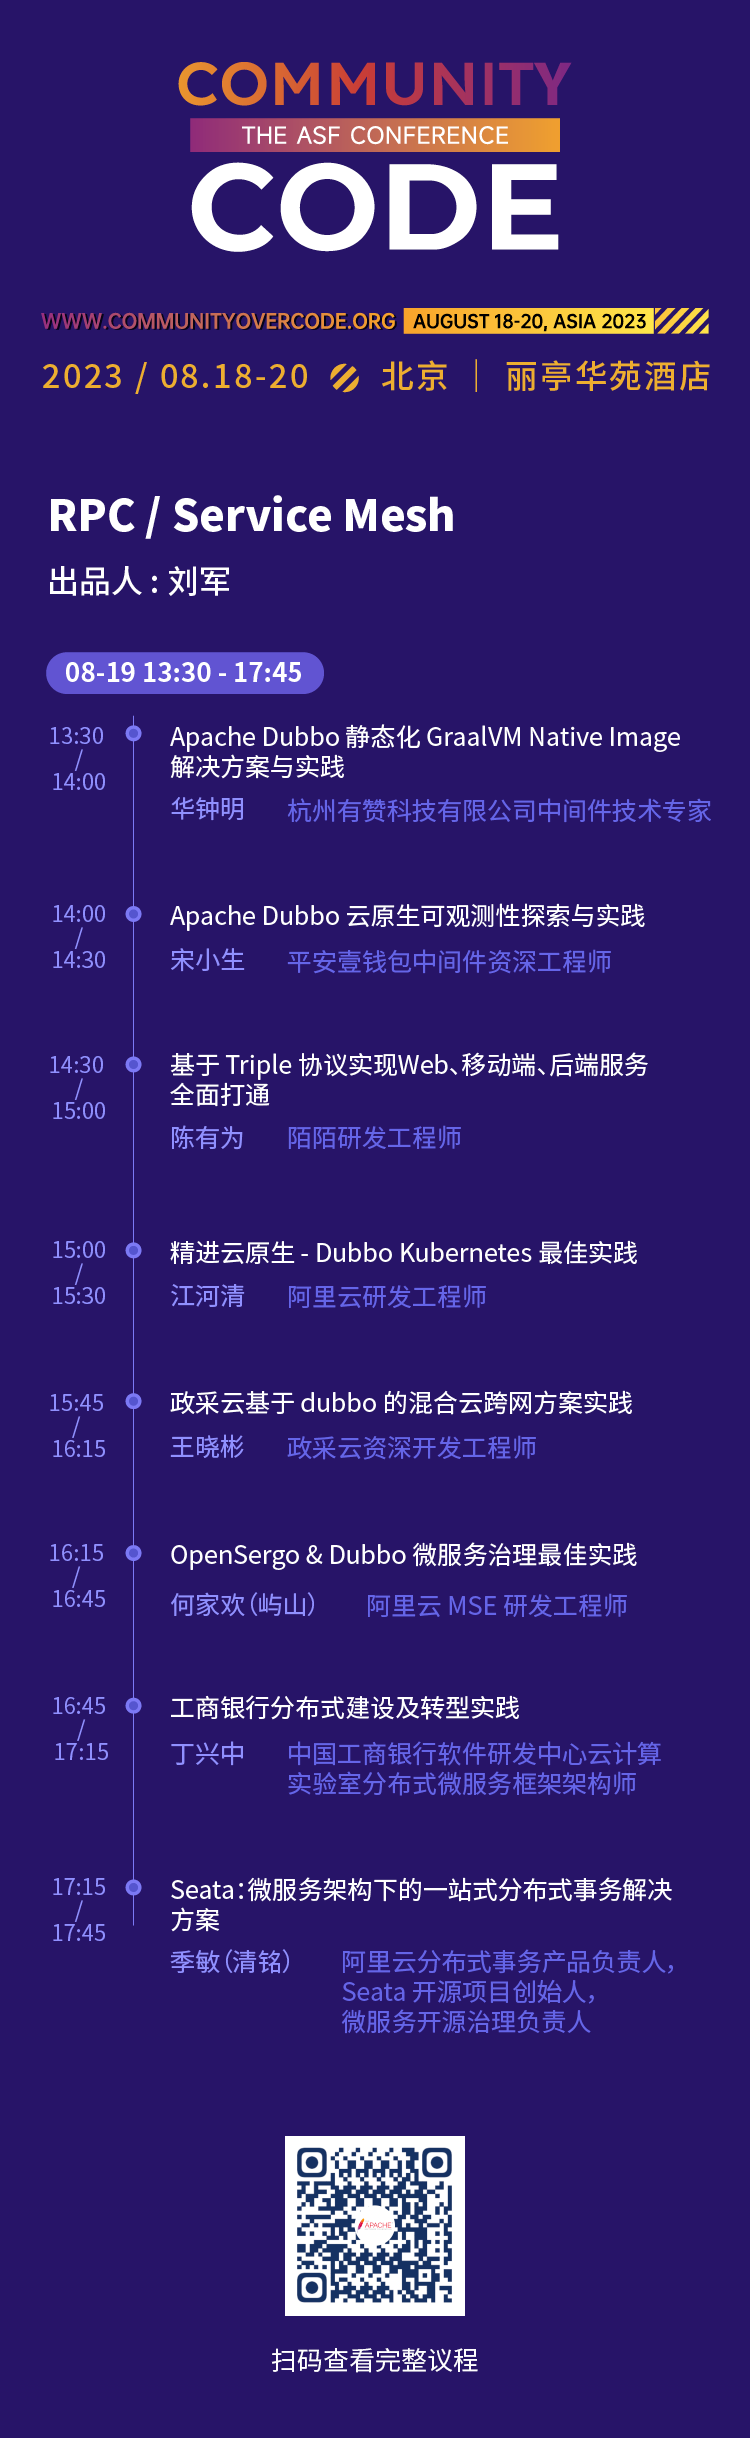 COMMUNITY
THE ASF CONFERENCE
CODE
WWW.COMMUNITYOVERCODE.ORG AUGUST 18-20, ASIA 2023
2023 / 08.18-20 北京 | 丽亭华苑酒店
RPC / Service Mesh
出品人 : 刘军
08-19 13:30 - 17:45
13:30
/
14:00
Apache Dubbo 静态化 GraalVM Native Image
解决方案与实践
华钟明 杭州有赞科技有限公司中间件技术专家
14:00
/
14:30
Apache Dubbo 云原生可观测性探索与实践
宋小生 平安壹钱包中间件资深工程师
14:30
/
15:00
基于 Triple 协议实现Web、移动端、后端服务
全面打通
陈有为 陌陌研发工程师
15:00
/
15:30
精进云原生 - Dubbo Kubernetes 最佳实践
江河清 阿里云研发工程师
15:45
/
16:15
政采云基于 dubbo 的混合云跨网方案实践
王晓彬 政采云资深开发工程师
16:15
/
16:45
OpenSergo & Dubbo 微服务治理最佳实践
何家欢（屿山） 阿里云 MSE 研发工程师
16:45
/
17:15
工商银行分布式建设及转型实践
丁兴中 中国工商银行软件研发中心云计算
实验室分布式微服务框架架构师
17:15
/
17:45
Seata：微服务架构下的一站式分布式事务解决
方案
季敏（清铭） 阿里云分布式事务产品负责人，
Seata 开源项目创始人，
微服务开源治理负责人
APACHE
扫码查看完整议程